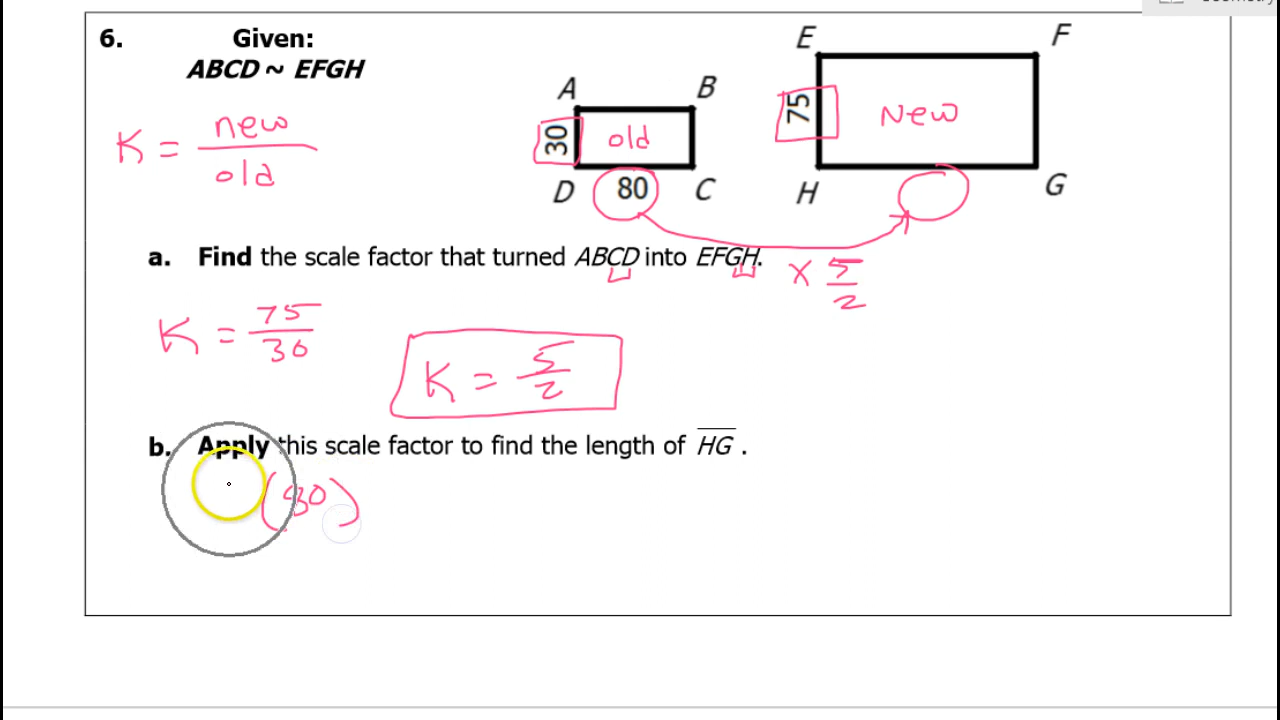 6. Given:
ABCD ~ EFGH
K = new / old
A B
30 old
D 80 C
E F
75 New
H G
a. Find the scale factor that turned ABCD into EFGH.
x 5/2
K = 75/30
K = 5/2
b. Apply this scale factor to find the length of HG .
(80)